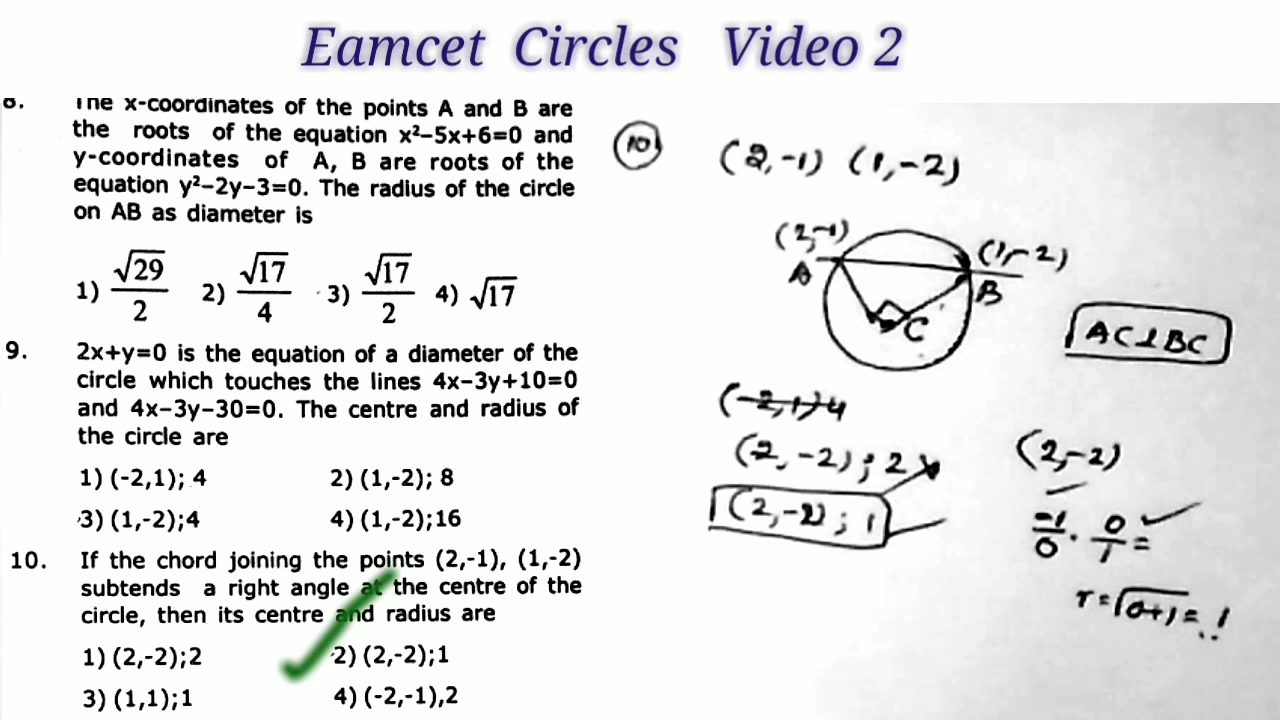 Eamcet Circles Video 2
8. The x-coordinates of the points A and B are
the roots of the equation x²–5x+6=0 and
y-coordinates of A, B are roots of the
equation y²–2y–3=0. The radius of the circle
on AB as diameter is
1) √29/2 2) √17/4 3) √17/2 4) √17
9. 2x+y=0 is the equation of a diameter of the
circle which touches the lines 4x–3y+10=0
and 4x–3y–30=0. The centre and radius of
the circle are
1) (-2,1); 4 2) (1,-2); 8
3) (1,-2);4 4) (1,-2);16
10. If the chord joining the points (2,-1), (1,-2)
subtends a right angle at the centre of the
circle, then its centre and radius are
1) (2,-2);2 2) (2,-2);1
3) (1,1);1 4) (-2,-1),2
10 (2,-1) (1,-2)
(2,-1) (1,-2)
A B
C
AC⊥BC
(-2,1) 4
(2,-2); 2
(2,-2); 1
(2,-2)
-1/0 . 0/1 =
r = √0+1 = 1